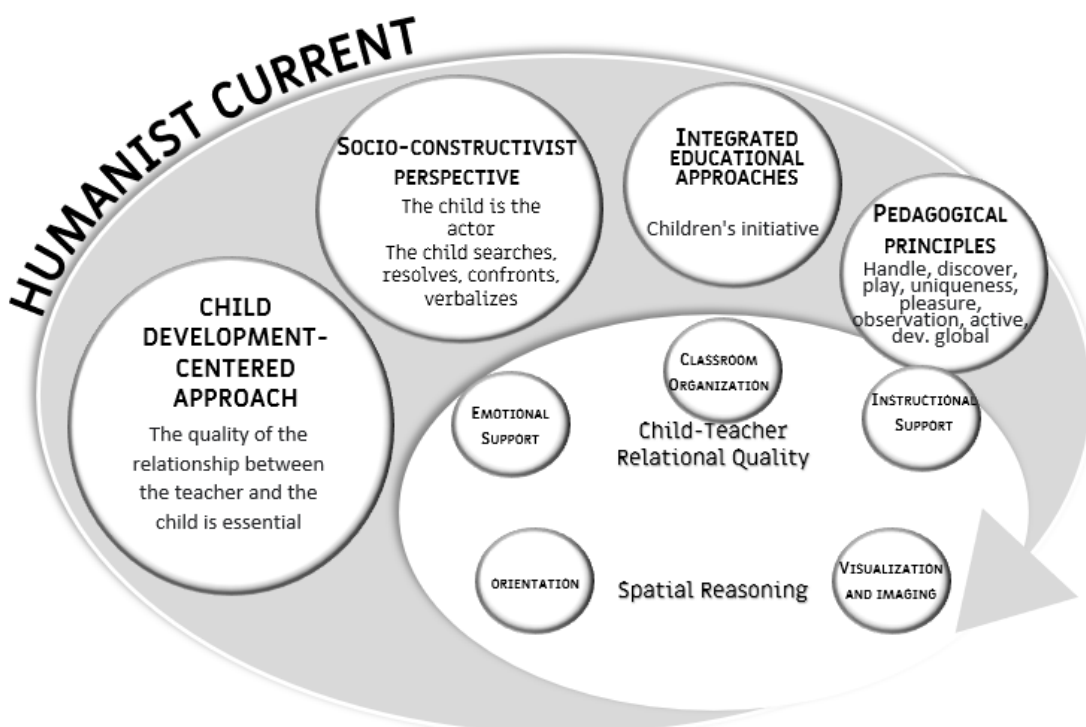 HUMANIST CURRENT
CHILD
DEVELOPMENT-
CENTERED
APPROACH
The quality of the
relationship between
the teacher and the
child is essential
SOCIO-CONSTRUCTIVIST
PERSPECTIVE
The child is the
actor
The child searches,
resolves, confronts,
verbalizes
INTEGRATED
EDUCATIONAL
APPROACHES
Children's initiative
PEDAGOGICAL
PRINCIPLES
Handle, discover,
play, uniqueness,
pleasure,
observation, active,
dev. global
EMOTIONAL
SUPPORT
CLASSROOM
ORGANIZATION
INSTRUCTIONAL
SUPPORT
Child-Teacher
Relational Quality
ORIENTATION
Spatial Reasoning
VISUALIZATION
AND IMAGING